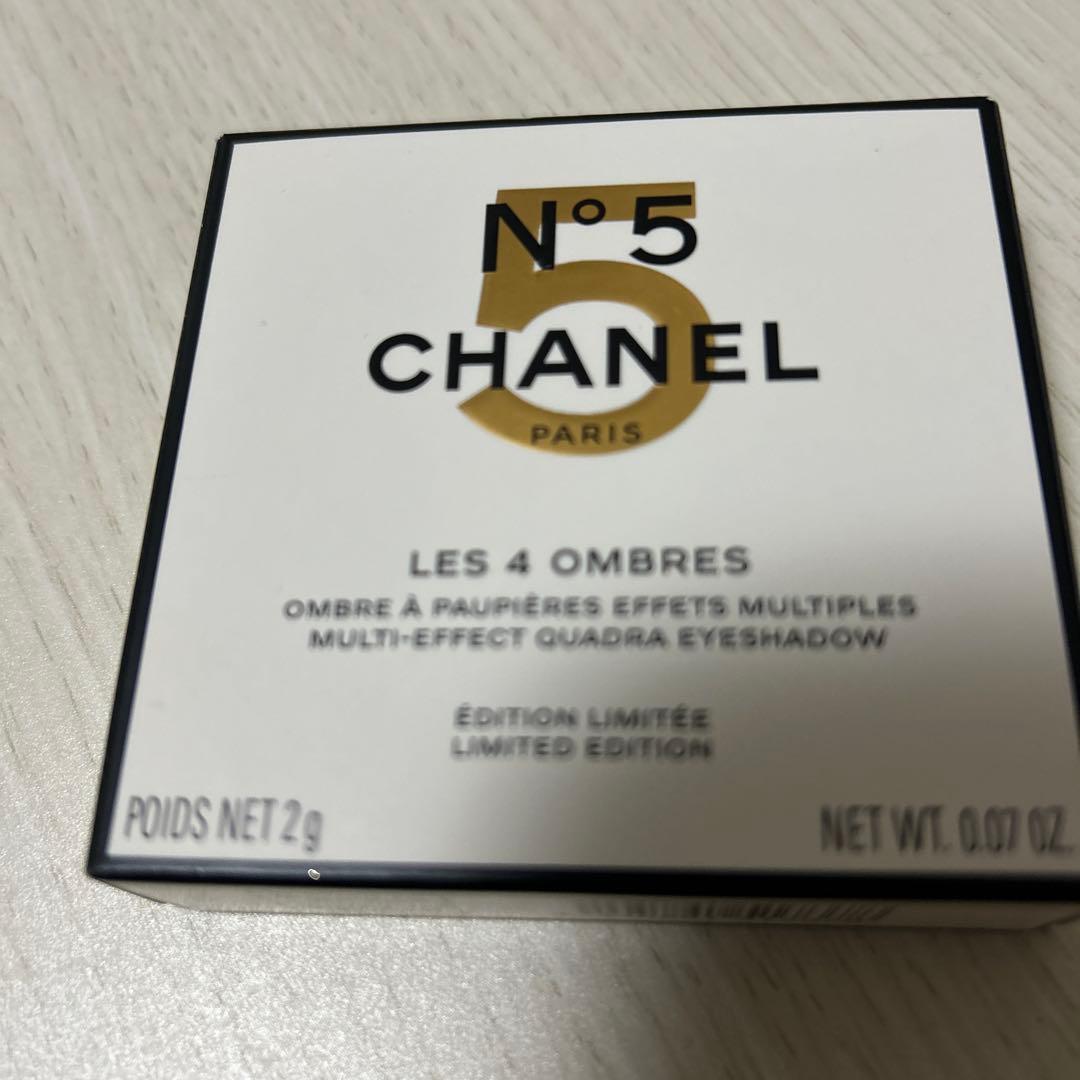 N°5
CHANEL
PARIS
LES 4 OMBRES
OMBRE À PAUPIÈRES EFFETS MULTIPLES
MULTI-EFFECT QUADRA EYESHADOW
ÉDITION LIMITÉE
LIMITED EDITION
POIDS NET 2 g
NET WT. 0.07 OZ.